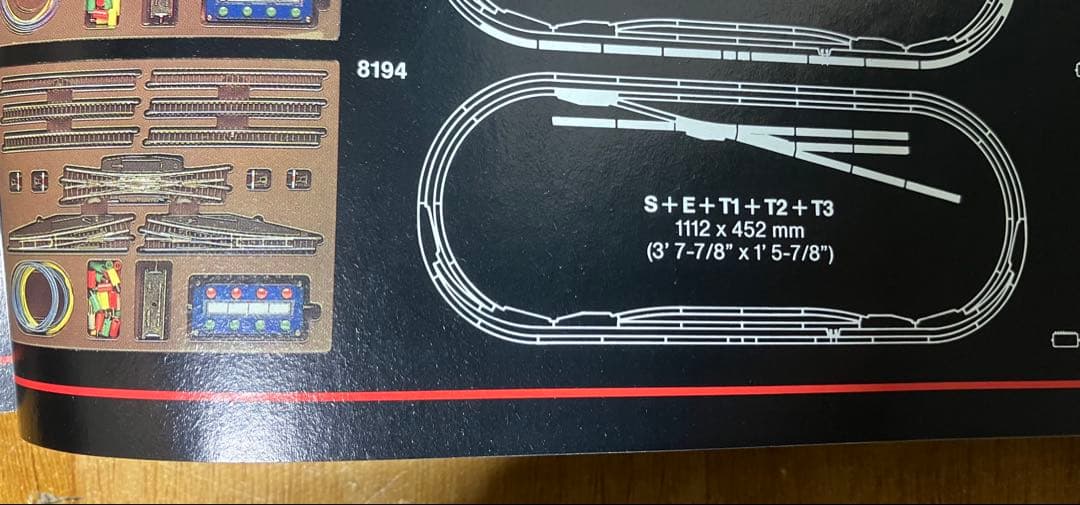 8194
S+E+T1+T2+T3
1112 x 452 mm
(3' 7-7/8" x 1' 5-7/8")